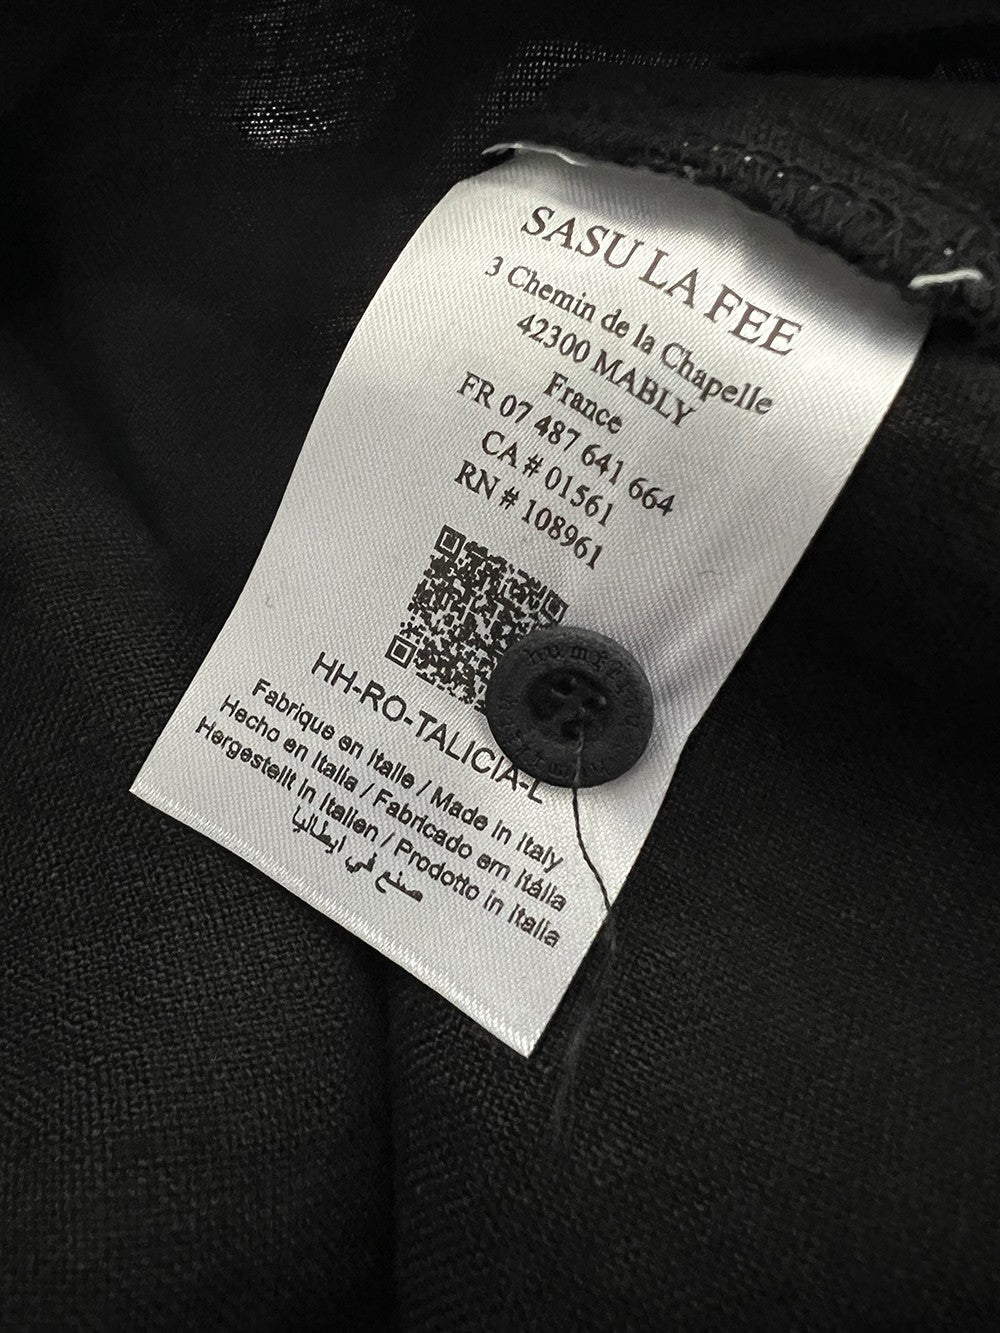 SASU LA FEE
3 Chemin de la Chapelle
42300 MABLY
France
FR 07 487 641 664
CA # 01561
RN # 108961
HH-RO-TALICIA-L
Fabrique en Italie / Made in Italy
Hecho en Italia / Fabricado em Itália
Hergestellt in Italien / Prodotto in Italia
صنع في ايطاليا